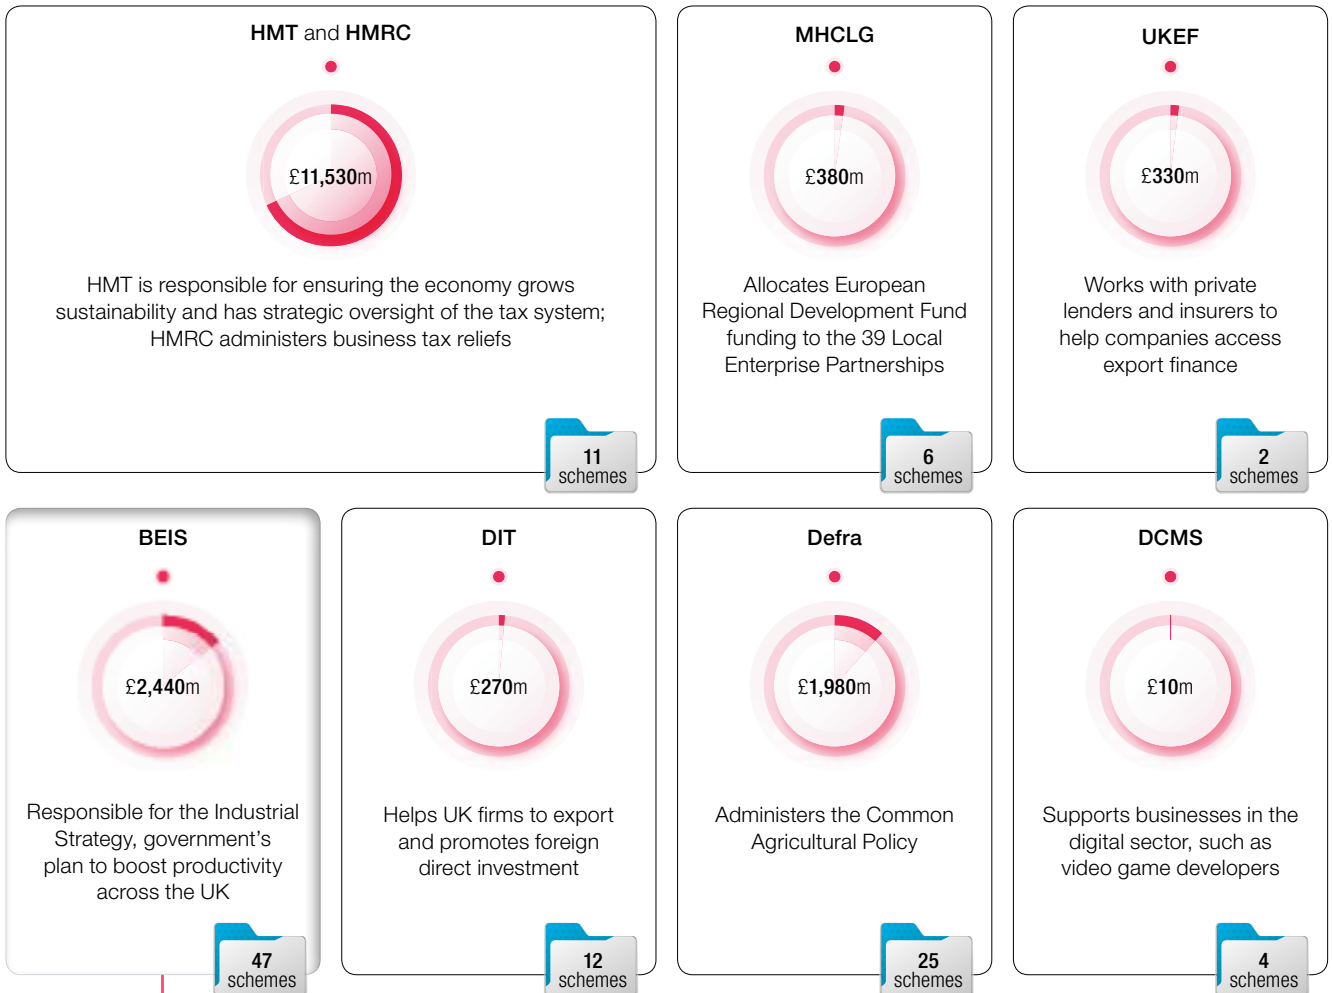 HMT and HMRC
£11,530m
HMT is responsible for ensuring the economy grows
sustainability and has strategic oversight of the tax system;
HMRC administers business tax reliefs
11
schemes
MHCLG
£380m
Allocates European
Regional Development Fund
funding to the 39 Local
Enterprise Partnerships
6
schemes
UKEF
£330m
Works with private
lenders and insurers to
help companies access
export finance
2
schemes
BEIS
£2,440m
Responsible for the Industrial
Strategy, government's
plan to boost productivity
across the UK
47
schemes
DIT
£270m
Helps UK firms to export
and promotes foreign
direct investment
12
schemes
Defra
£1,980m
Administers the Common
Agricultural Policy
25
schemes
DCMS
£10m
Supports businesses in the
digital sector, such as
video game developers
4
schemes